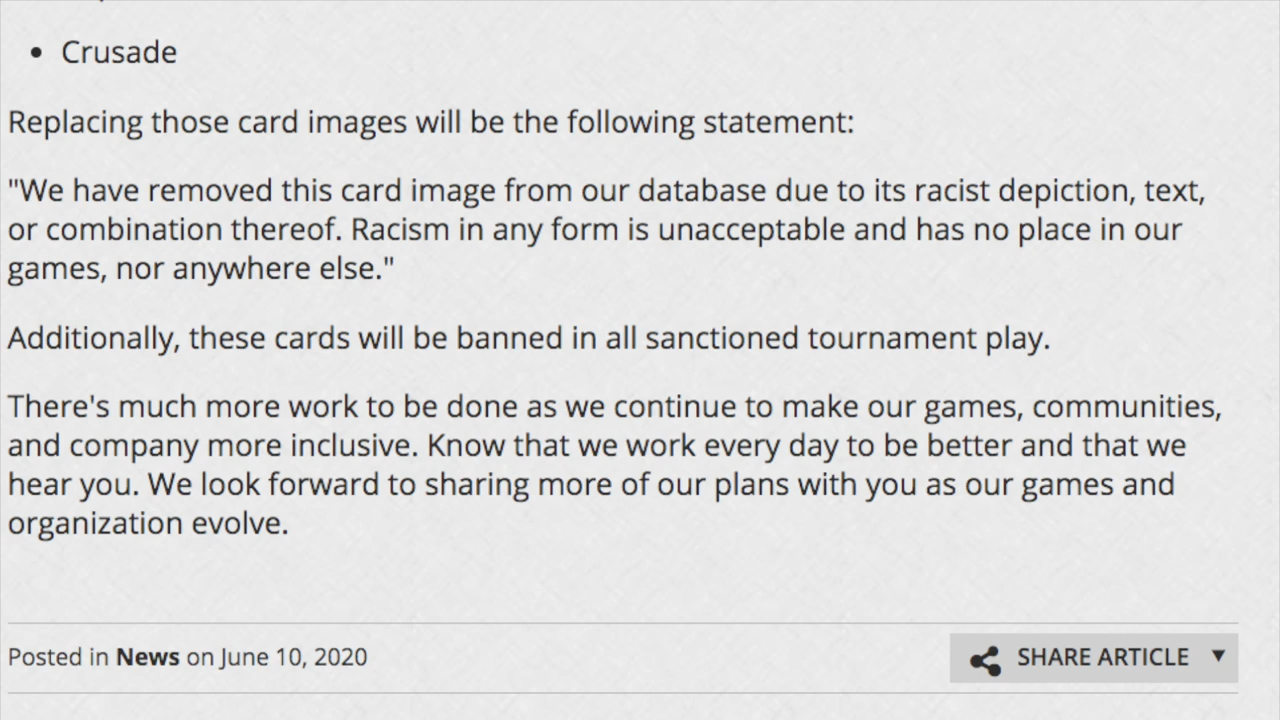 • Crusade
Replacing those card images will be the following statement:
"We have removed this card image from our database due to its racist depiction, text,
or combination thereof. Racism in any form is unacceptable and has no place in our
games, nor anywhere else."
Additionally, these cards will be banned in all sanctioned tournament play.
There's much more work to be done as we continue to make our games, communities,
and company more inclusive. Know that we work every day to be better and that we
hear you. We look forward to sharing more of our plans with you as our games and
organization evolve.
Posted in News on June 10, 2020
SHARE ARTICLE ▼